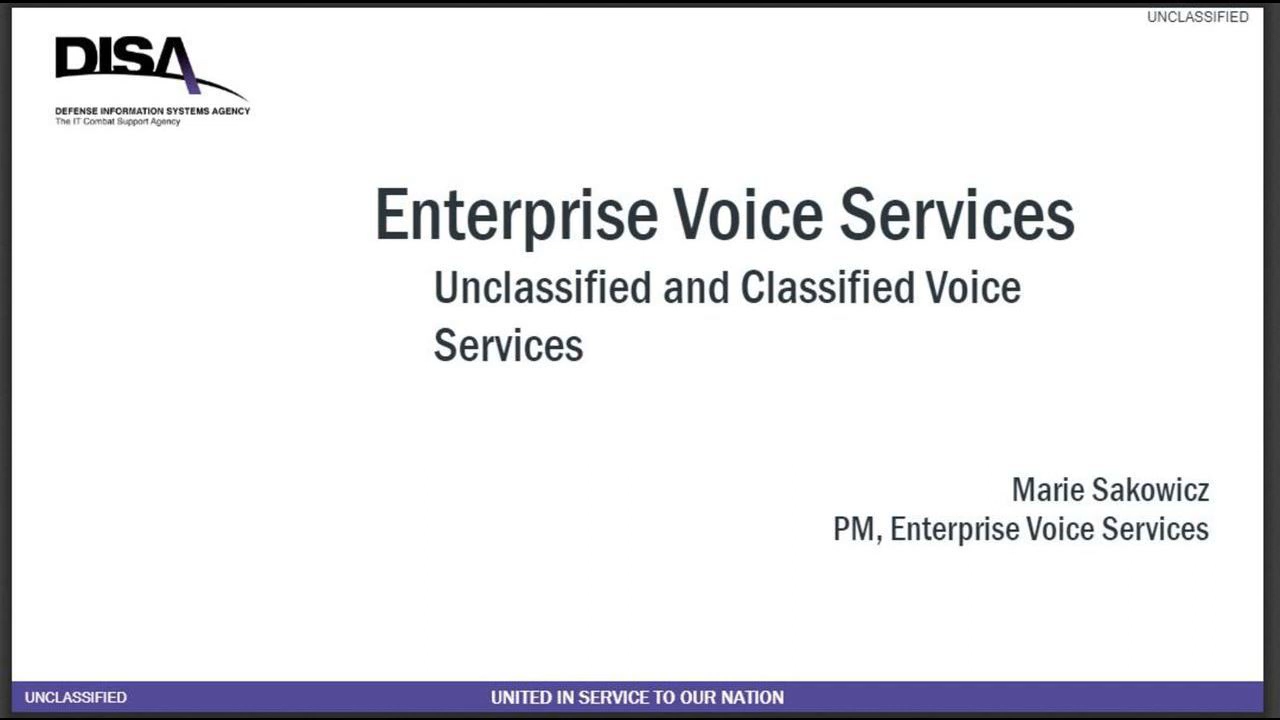 UNCLASSIFIED
DISA
DEFENSE INFORMATION SYSTEMS AGENCY
The IT Combat Support Agency
Enterprise Voice Services
Unclassified and Classified Voice
Services
Marie Sakowicz
PM, Enterprise Voice Services
UNCLASSIFIED
UNITED IN SERVICE TO OUR NATION